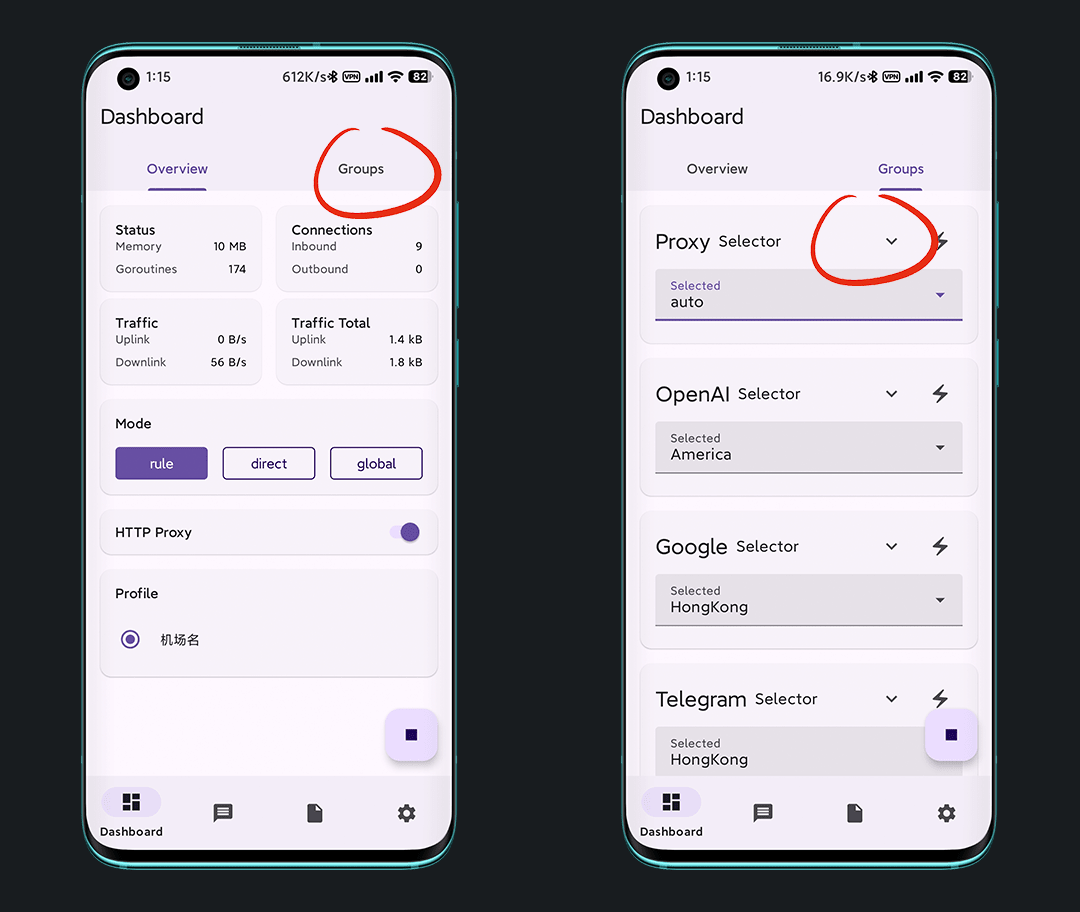 1:15
612K/s VPN 82
Dashboard
Overview Groups
Status
Memory 10 MB
Goroutines 174
Connections
Inbound 9
Outbound 0
Traffic
Uplink 0 B/s
Downlink 56 B/s
Traffic Total
Uplink 1.4 kB
Downlink 1.8 kB
Mode
rule direct global
HTTP Proxy
Profile
机场名
Dashboard
1:15
16.9K/s VPN 82
Dashboard
Overview Groups
Proxy Selector
Selected
auto
OpenAI Selector
Selected
America
Google Selector
Selected
HongKong
Telegram Selector
Selected
HongKong
Dashboard